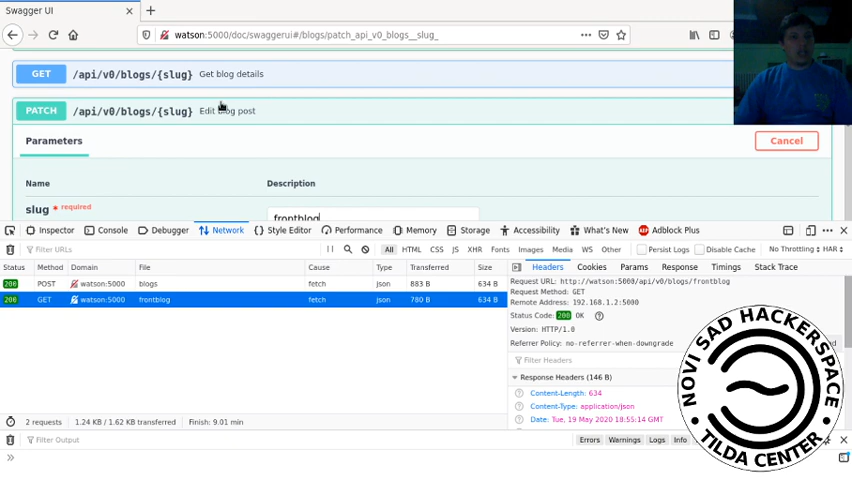 Swagger UI
watson:5000/doc/swaggerui#/blogs/patch_api_v0_blogs__slug_
GET /api/v0/blogs/{slug} Get blog details
PATCH /api/v0/blogs/{slug} Edit blog post
Parameters
Cancel
Name Description
slug * required
frontblog
Inspector Console Debugger Network Style Editor Performance Memory Storage Accessibility What's New Adblock Plus
Filter URLs All HTML CSS JS XHR Fonts Images Media WS Other Persist Logs Disable Cache No Throttling HAR
Status Method Domain File Cause Type Transferred Size
200 POST watson:5000 blogs fetch json 883 B 634 B
200 GET watson:5000 frontblog fetch json 780 B 634 B
Headers Cookies Params Response Timings Stack Trace
Request URL: http://watson:5000/api/v0/blogs/frontblog
Request Method: GET
Remote Address: 192.168.1.2:5000
Status Code: 200 OK
Version: HTTP/1.0
Referrer Policy: no-referrer-when-downgrade
Filter Headers
Response Headers (146 B)
Content-Length: 634
Content-Type: application/json
Date: Tue, 19 May 2020 18:55:14 GMT
2 requests 1.24 KB / 1.62 KB transferred Finish: 9.01 min
Filter Output Errors Warnings Logs Info
NOVI SAD HACKERSPACE
TILDA CENTER